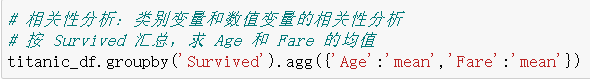 # 相关性分析：类别变量和数值变量的相关性分析
# 按 Survived 汇总，求 Age 和 Fare 的均值
titanic_df.groupby('Survived').agg({'Age':'mean','Fare':'mean'})